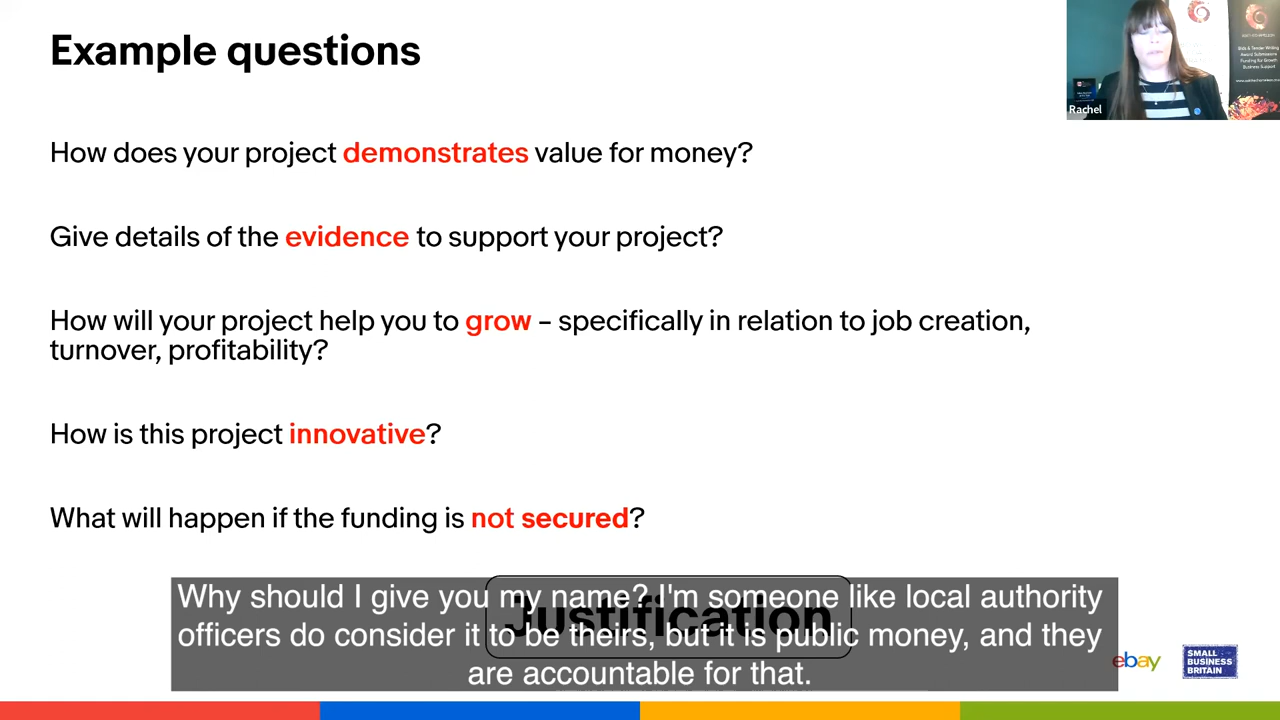 Example questions
Rachel
How does your project demonstrates value for money?
Give details of the evidence to support your project?
How will your project help you to grow – specifically in relation to job creation,
turnover, profitability?
How is this project innovative?
What will happen if the funding is not secured?
Justification
Why should I give you my name? I'm someone like local authority
officers do consider it to be theirs, but it is public money, and they
are accountable for that.
ebay
SMALL
BUSINESS
BRITAIN